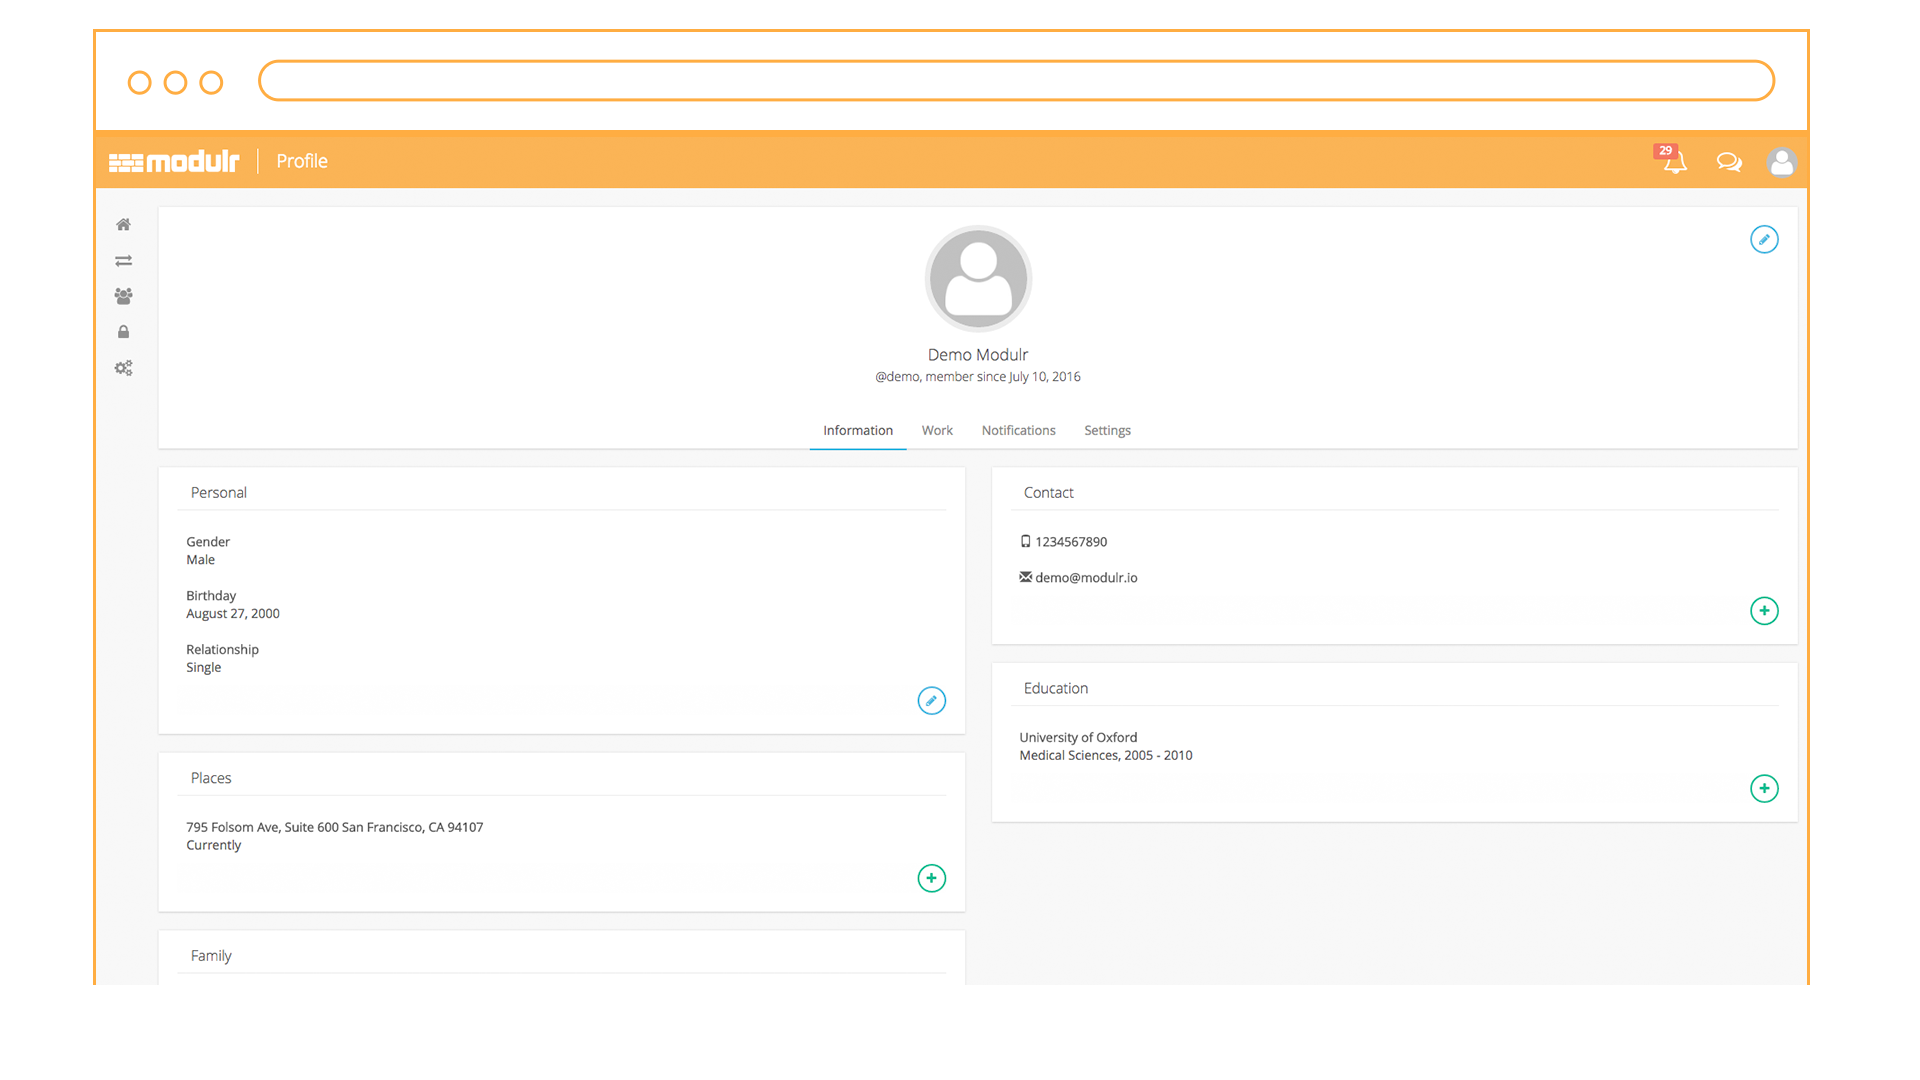 modulr
Profile
29
Demo Modulr
@demo, member since July 10, 2016
Information
Work
Notifications
Settings
Personal
Gender
Male
Birthday
August 27, 2000
Relationship
Single
Places
795 Folsom Ave, Suite 600 San Francisco, CA 94107
Currently
Family
Contact
1234567890
demo@modulr.io
Education
University of Oxford
Medical Sciences, 2005 - 2010